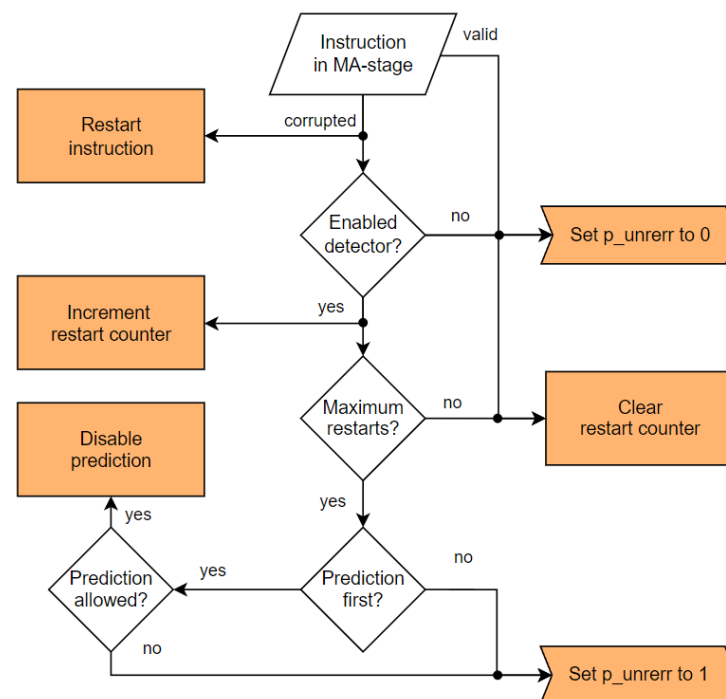 Instruction
in MA-stage
valid
corrupted
Restart
instruction
Enabled
detector?
no
Set p_unrerr to 0
yes
Increment
restart counter
Maximum
restarts?
no
Clear
restart counter
Disable
prediction
yes
yes
Prediction
allowed?
yes
Prediction
first?
no
no
Set p_unrerr to 1